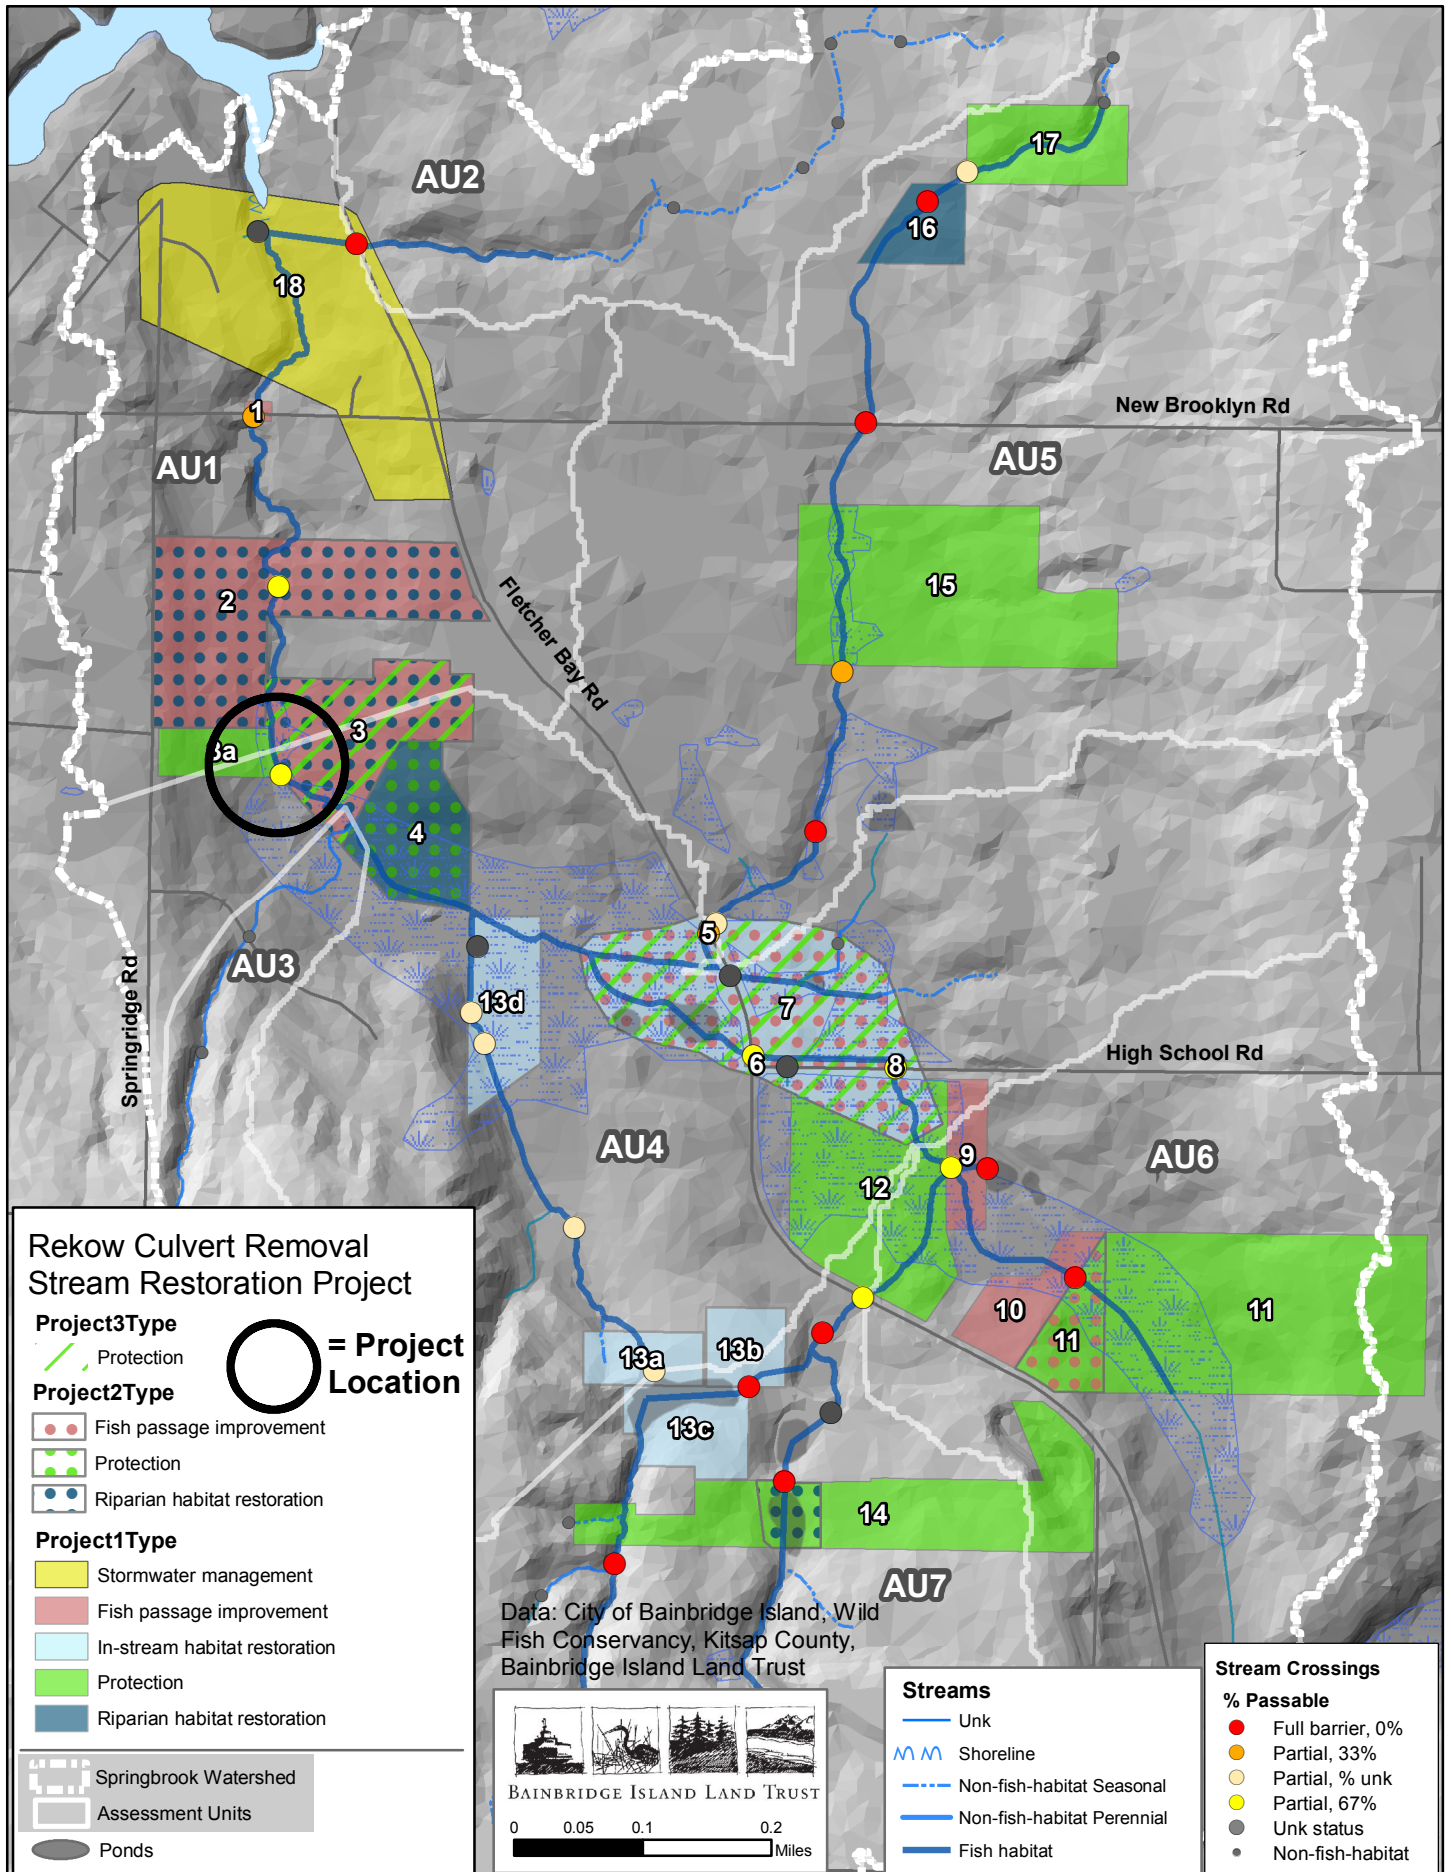 AU2
17
16
18
1
New Brooklyn Rd
AU1
AU5
15
2
Fletcher Bay Rd
3
3a
4
5
AU3
13d
7
Springridge Rd
6
8
High School Rd
AU4
9
AU6
12
10
11
11
13a
13b
13c
14
AU7
Rekow Culvert Removal
Stream Restoration Project
Project3Type
Protection
= Project
Location
Project2Type
Fish passage improvement
Protection
Riparian habitat restoration
Project1Type
Stormwater management
Fish passage improvement
In-stream habitat restoration
Protection
Riparian habitat restoration
Springbrook Watershed
Assessment Units
Ponds
Data: City of Bainbridge Island, Wild
Fish Conservancy, Kitsap County,
Bainbridge Island Land Trust
BAINBRIDGE ISLAND LAND TRUST
0 0.05 0.1 0.2
Miles
Streams
Unk
Shoreline
Non-fish-habitat Seasonal
Non-fish-habitat Perennial
Fish habitat
Stream Crossings
% Passable
Full barrier, 0%
Partial, 33%
Partial, % unk
Partial, 67%
Unk status
Non-fish-habitat